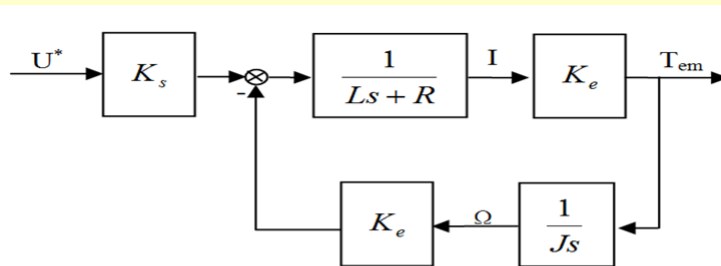 U* K_s - 1 / (Ls + R) I K_e T_em
K_e Ω 1 / (Js)